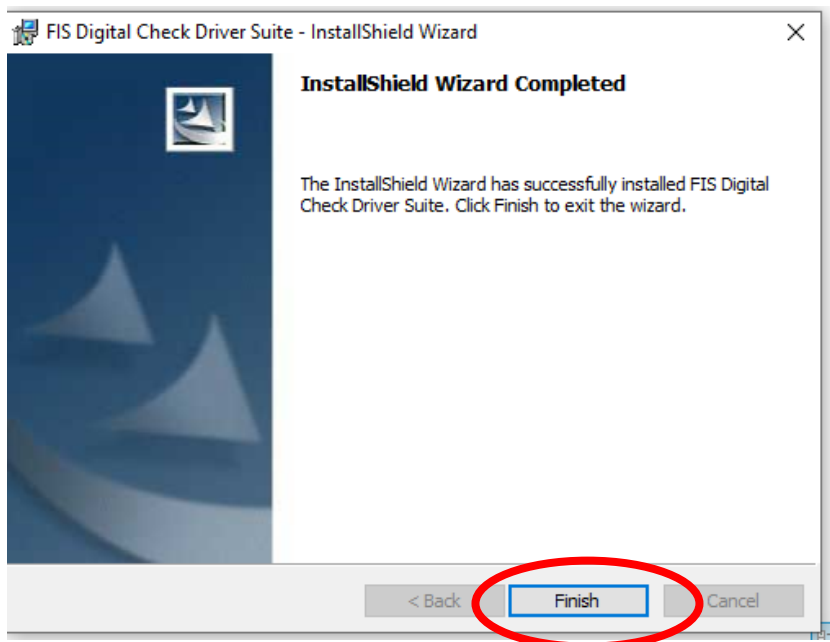 FIS Digital Check Driver Suite - InstallShield Wizard
InstallShield Wizard Completed
The InstallShield Wizard has successfully installed FIS Digital
Check Driver Suite. Click Finish to exit the wizard.
< Back
Finish
Cancel